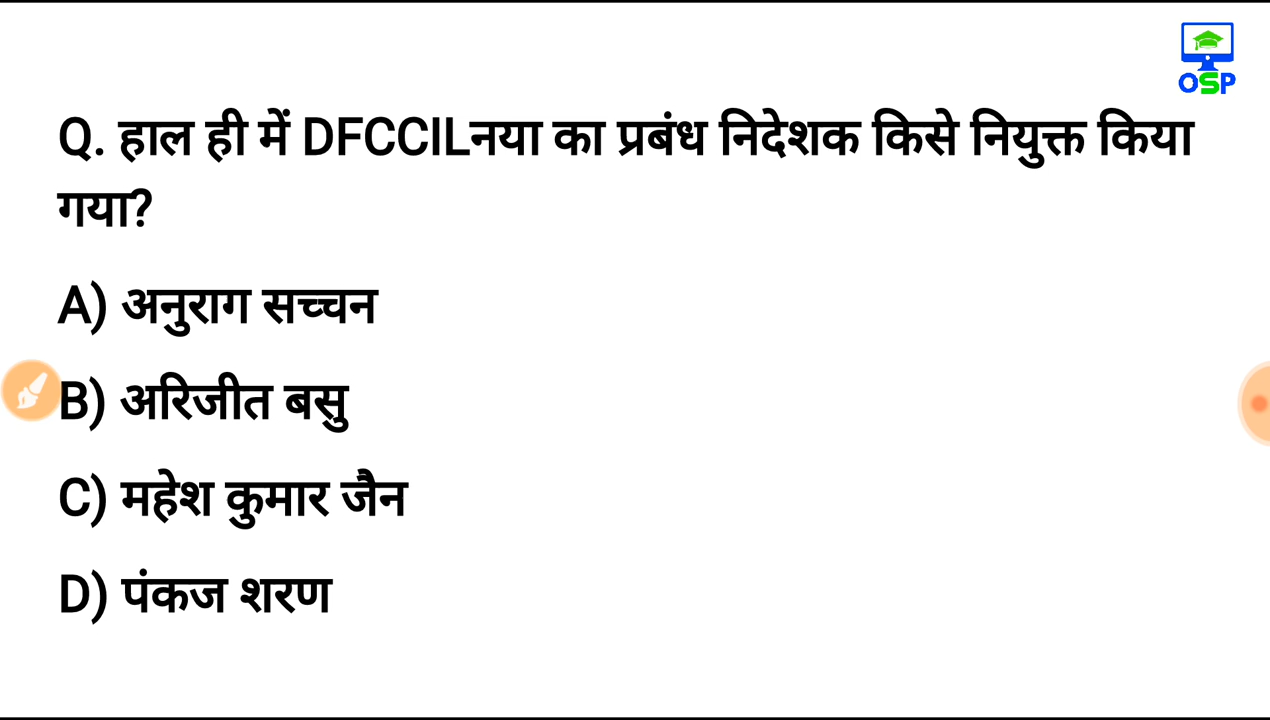 OSP
Q. हाल ही में DFCCILनया का प्रबंध निदेशक किसे नियुक्त किया
गया?
A) अनुराग सच्चन
B) अरिजीत बसु
C) महेश कुमार जैन
D) पंकज शरण